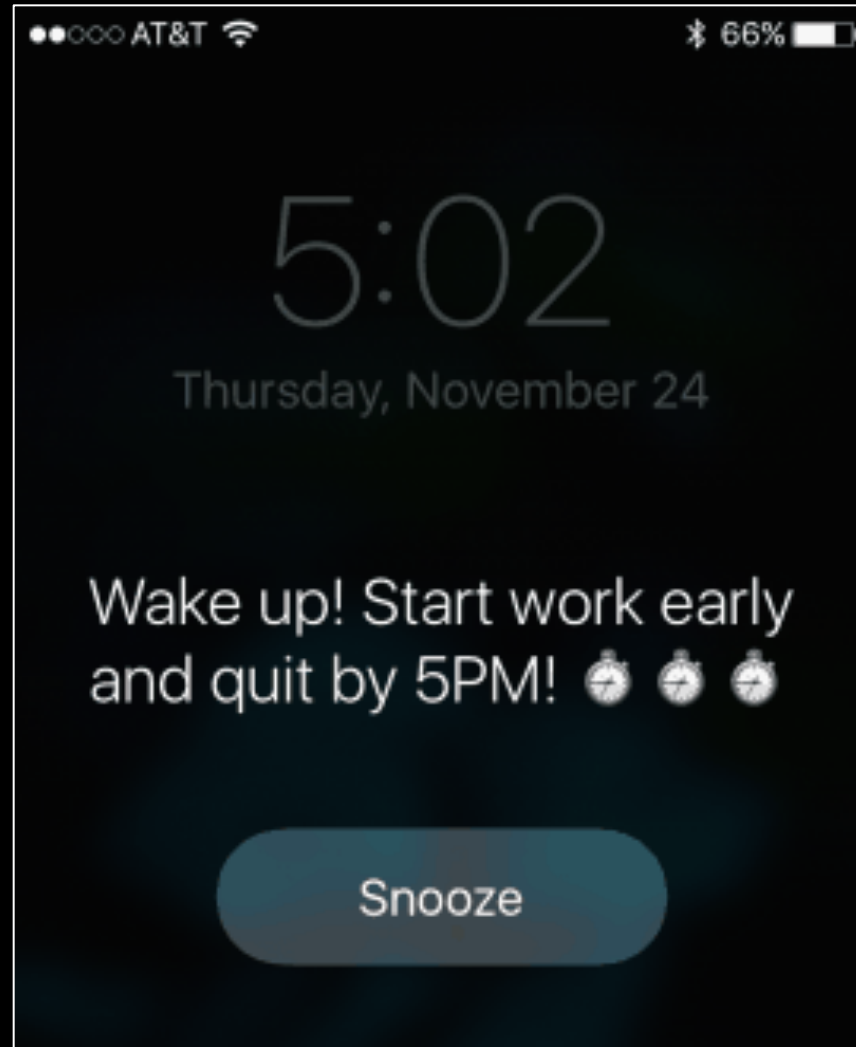 AT&T 66%
5:02
Thursday, November 24
Wake up! Start work early
and quit by 5PM! ⏱ ⏱ ⏱
Snooze